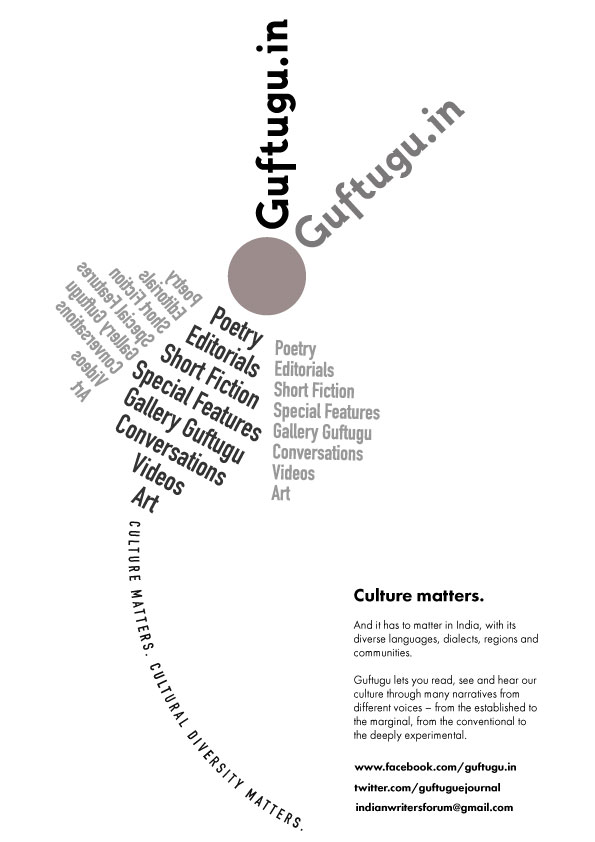 Guftugu.in
Guftugu.in
Poetry
Editorials
Short Fiction
Special Features
Gallery Guftugu
Conversations
Videos
Art
Poetry
Editorials
Short Fiction
Special Features
Gallery Guftugu
Conversations
Videos
Art
Poetry
Editorials
Short Fiction
Special Features
Gallery Guftugu
Conversations
Videos
Art
CULTURE MATTERS. CULTURAL DIVERSITY MATTERS.
Culture matters.
And it has to matter in India, with its
diverse languages, dialects, regions and
communities.
Guftugu lets you read, see and hear our
culture through many narratives from
different voices – from the established to
the marginal, from the conventional to
the deeply experimental.
www.facebook.com/guftugu.in
twitter.com/guftuguejournal
indianwritersforum@gmail.com